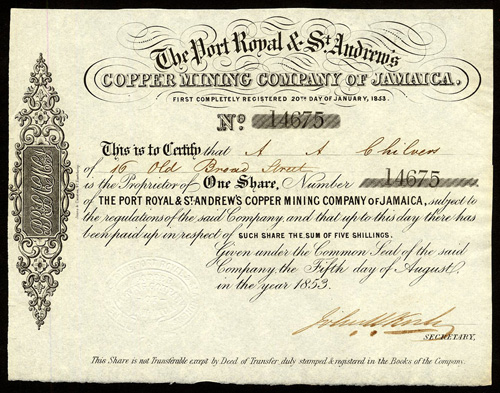 The Port Royal & St. Andrew's
COPPER MINING COMPANY OF JAMAICA.
FIRST COMPLETELY REGISTERED 20TH DAY OF JANUARY, 1853.
No 14675
This is to Certify that A A Chilvers
of 16 Old Broad Street
is the Proprietor of One Share, Number 14675
OF THE PORT ROYAL & ST. ANDREW'S COPPER MINING COMPANY OF JAMAICA, subject to
the regulations of the said Company, and that up to this day there has
been paid up in respect of SUCH SHARE THE SUM OF FIVE SHILLINGS.
Given under the Common Seal of the said
Company, the Fifth day of August,
in the year 1853.
SECRETARY.
This Share is not Transferable except by Deed of Transfer duly stamped & registered in the Books of the Company.